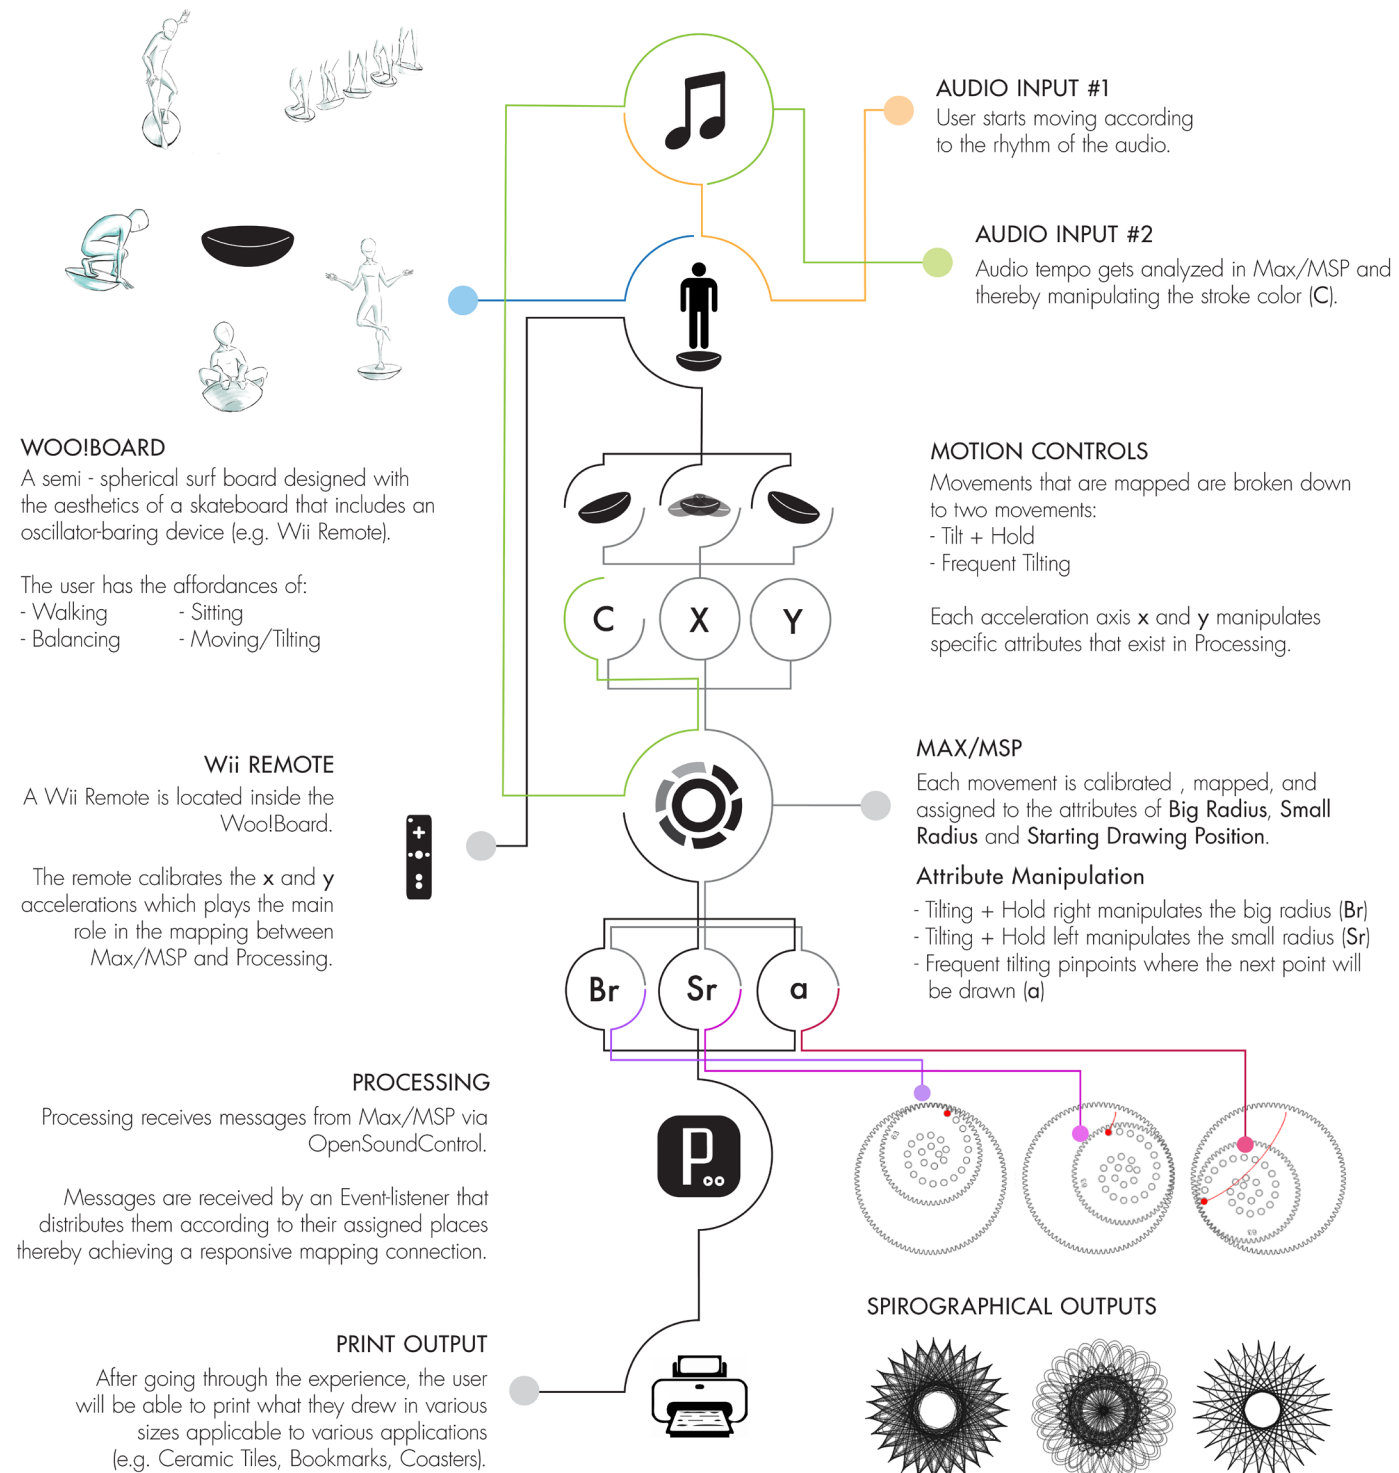 AUDIO INPUT #1
User starts moving according
to the rhythm of the audio.
AUDIO INPUT #2
Audio tempo gets analyzed in Max/MSP and
thereby manipulating the stroke color (C).
WOO!BOARD
A semi - spherical surf board designed with
the aesthetics of a skateboard that includes an
oscillator-baring device (e.g. Wii Remote).
The user has the affordances of:
- Walking - Sitting
- Balancing - Moving/Tilting
MOTION CONTROLS
Movements that are mapped are broken down
to two movements:
- Tilt + Hold
- Frequent Tilting
Each acceleration axis x and y manipulates
specific attributes that exist in Processing.
C X Y
Wii REMOTE
A Wii Remote is located inside the
Woo!Board.
The remote calibrates the x and y
accelerations which plays the main
role in the mapping between
Max/MSP and Processing.
MAX/MSP
Each movement is calibrated , mapped, and
assigned to the attributes of Big Radius, Small
Radius and Starting Drawing Position.
Attribute Manipulation
- Tilting + Hold right manipulates the big radius (Br)
- Tilting + Hold left manipulates the small radius (Sr)
- Frequent tilting pinpoints where the next point will
be drawn (a)
Br Sr a
PROCESSING
Processing receives messages from Max/MSP via
OpenSoundControl.
Messages are received by an Event-listener that
distributes them according to their assigned places
thereby achieving a responsive mapping connection.
P
63
63
63
SPIROGRAPHICAL OUTPUTS
PRINT OUTPUT
After going through the experience, the user
will be able to print what they drew in various
sizes applicable to various applications
(e.g. Ceramic Tiles, Bookmarks, Coasters).